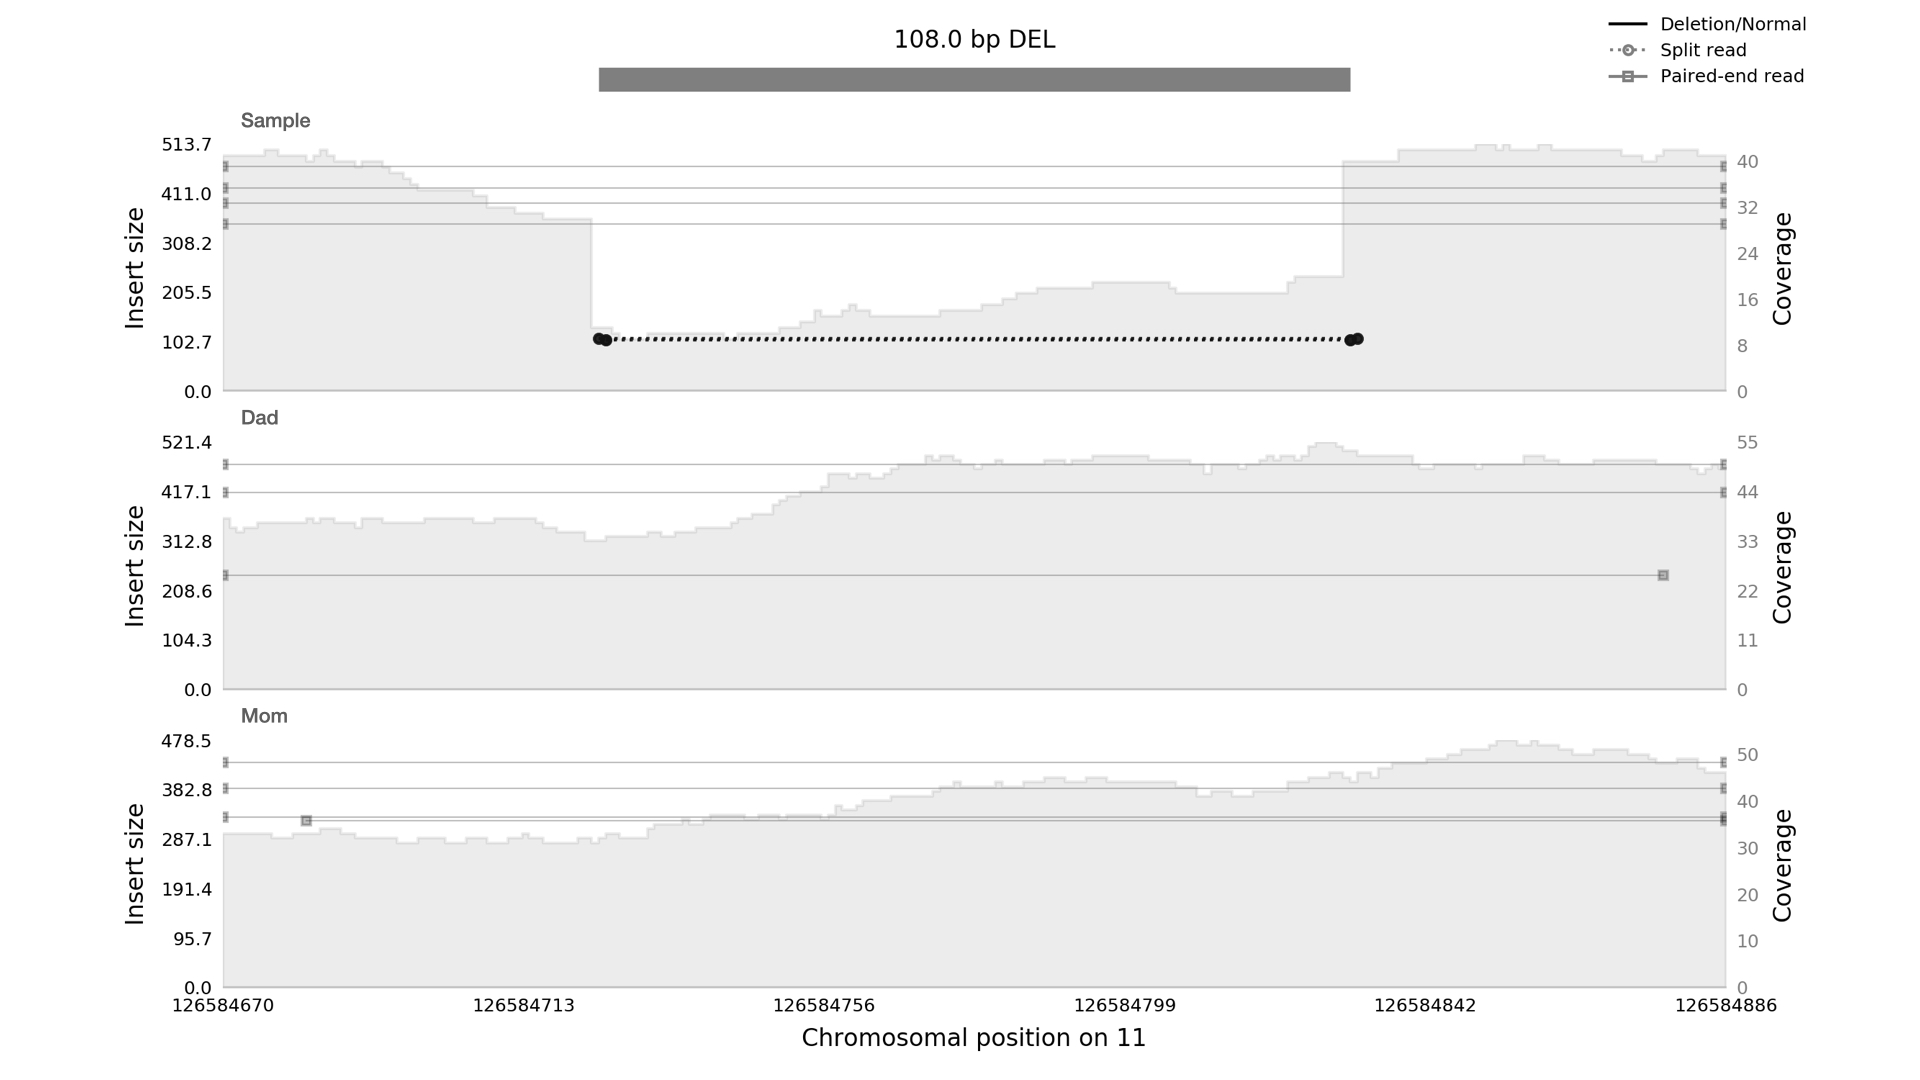 108.0 bp DEL
Deletion/Normal
Split read
Paired-end read
Sample
513.7
411.0
308.2
205.5
102.7
0.0
Insert size
40
32
24
16
8
0
Coverage
Dad
521.4
417.1
312.8
208.6
104.3
0.0
Insert size
55
44
33
22
11
0
Coverage
Mom
478.5
382.8
287.1
191.4
95.7
0.0
Insert size
50
40
30
20
10
0
Coverage
126584670 126584713 126584756 126584799 126584842 126584886
Chromosomal position on 11